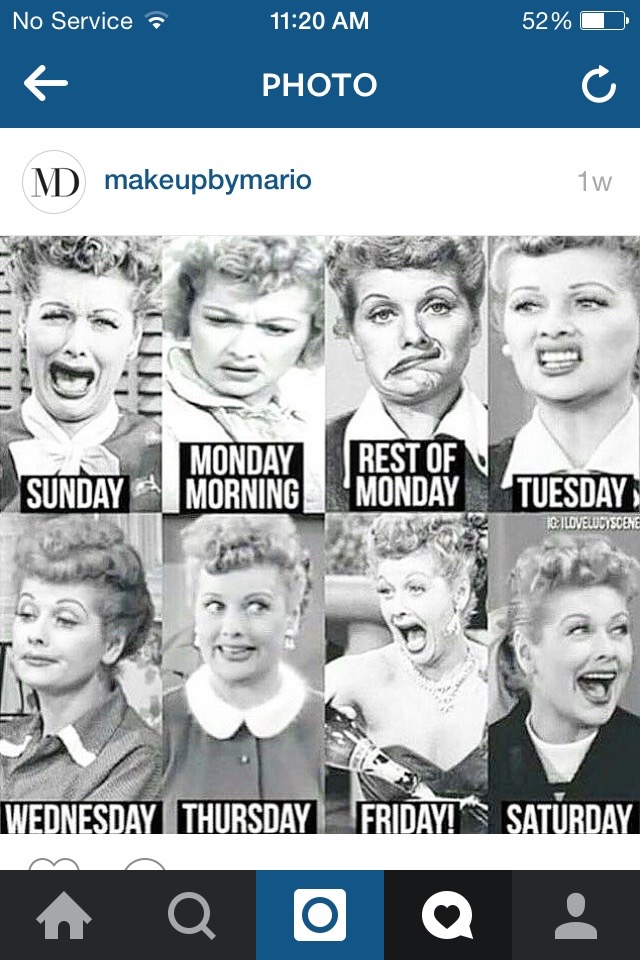 No Service 11:20 AM 52%
PHOTO
MD makeupbymario 1w
SUNDAY
MONDAY
MORNING
REST OF
MONDAY
TUESDAY
IG: ILOVELUCYSCENE
WEDNESDAY
THURSDAY
FRIDAY!
SATURDAY